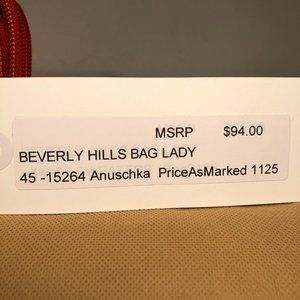 MSRP $94.00
BEVERLY HILLS BAG LADY
45 -15264 Anuschka PriceAsMarked 1125